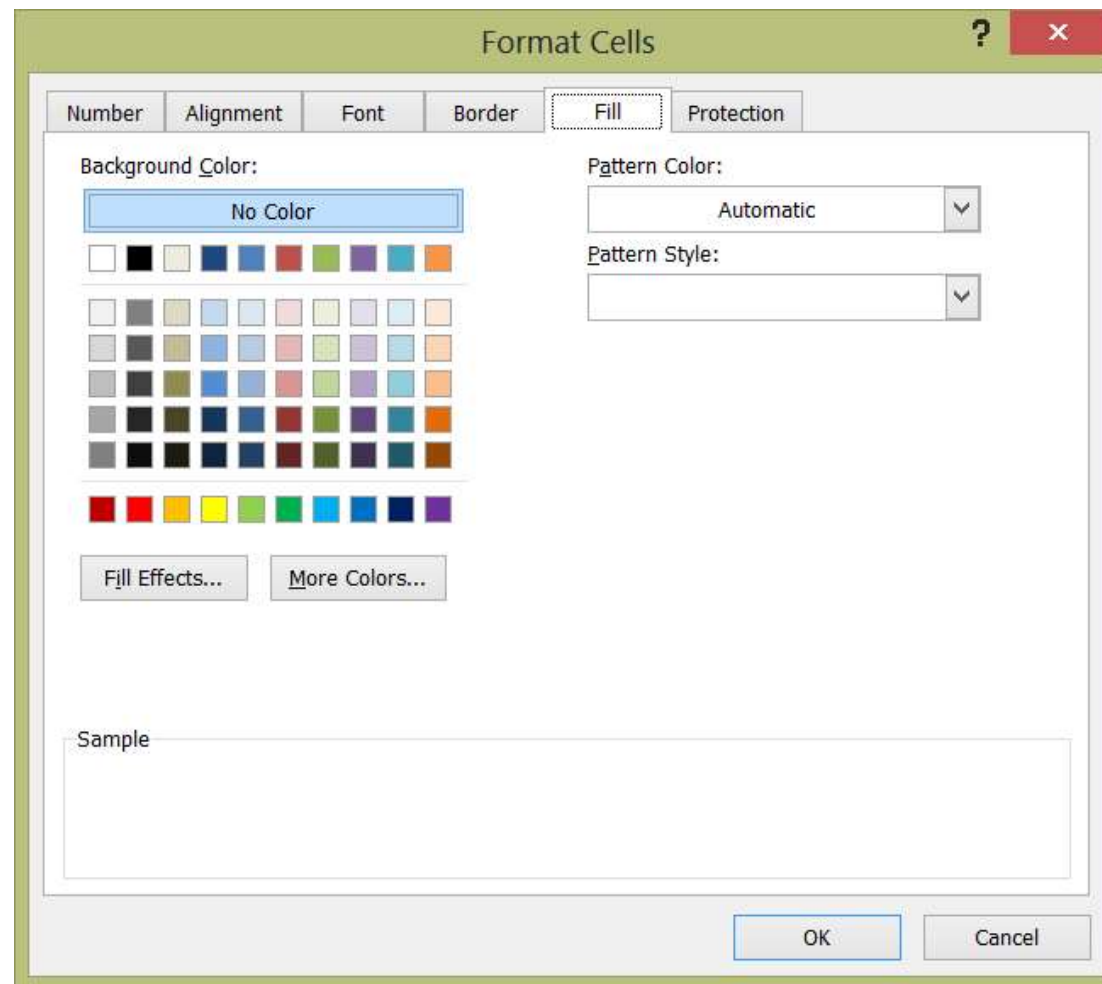 Format Cells ?
Number Alignment Font Border Fill Protection
Background Color:
No Color
Pattern Color:
Automatic
Pattern Style:
Fill Effects... More Colors...
Sample
OK Cancel